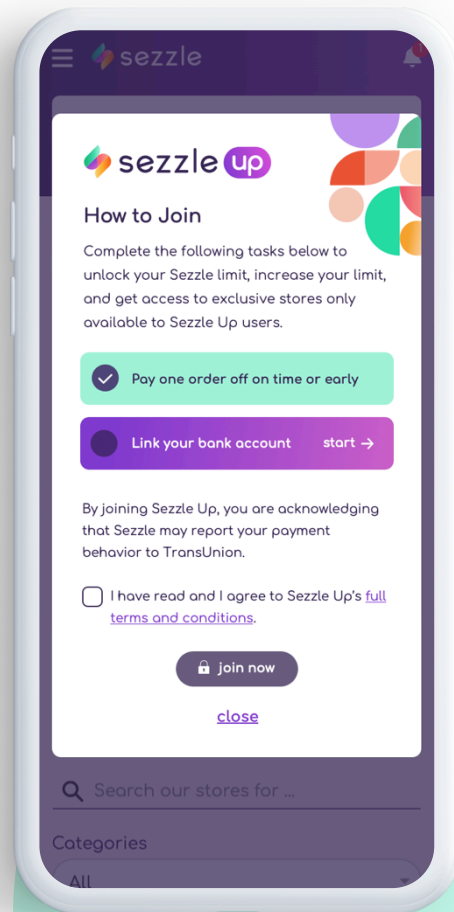 sezzle
sezzle up
How to Join
Complete the following tasks below to
unlock your Sezzle limit, increase your limit,
and get access to exclusive stores only
available to Sezzle Up users.
Pay one order off on time or early
Link your bank account start →
By joining Sezzle Up, you are acknowledging
that Sezzle may report your payment
behavior to TransUnion.
I have read and I agree to Sezzle Up's full
terms and conditions.
join now
close
Search our stores for ...
Categories
All